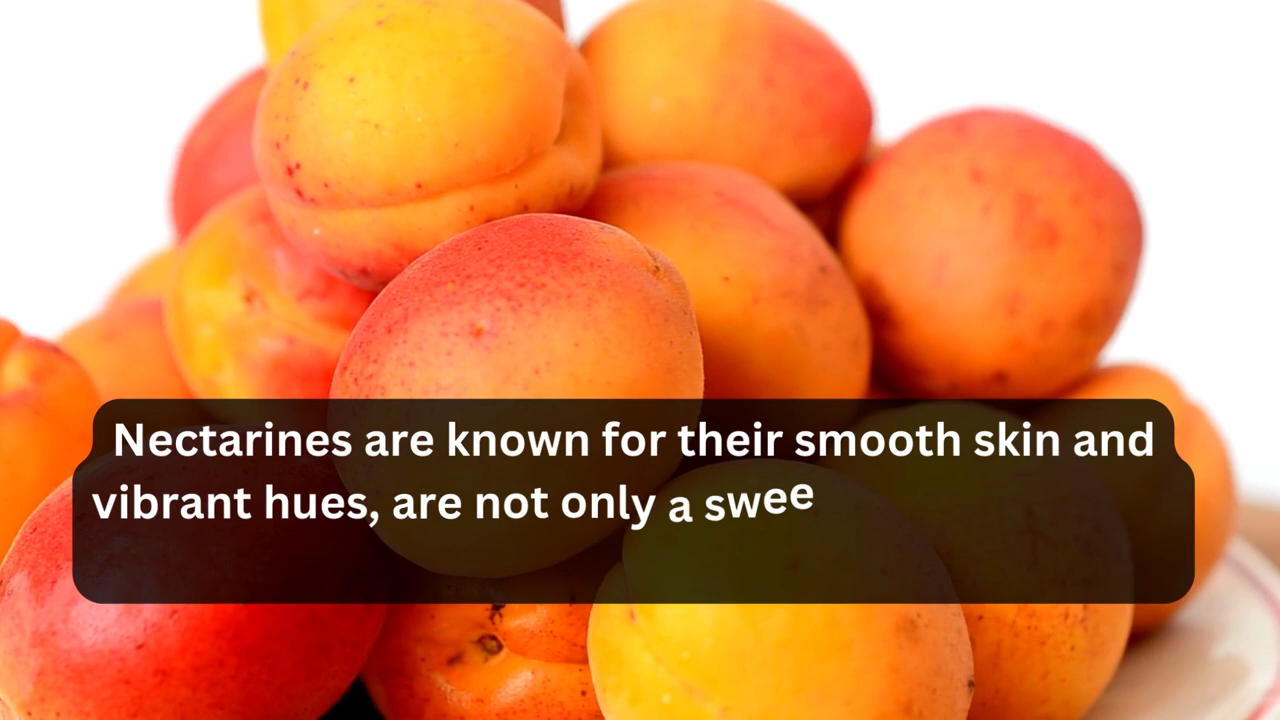 Nectarines are known for their smooth skin and
vibrant hues, are not only a swee